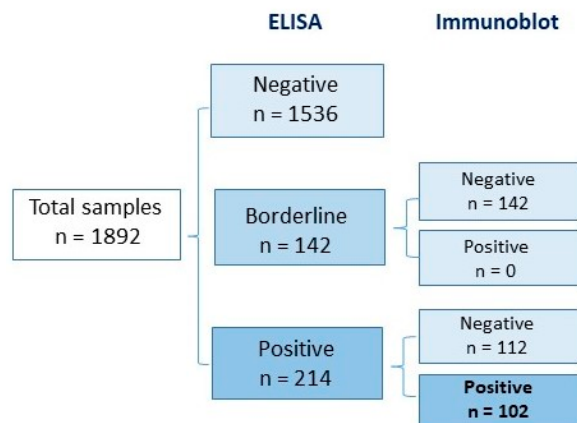 ELISA
Immunoblot
Negative
n = 1536
Total samples
n = 1892
Borderline
n = 142
Negative
n = 142
Positive
n = 0
Positive
n = 214
Negative
n = 112
Positive
n = 102